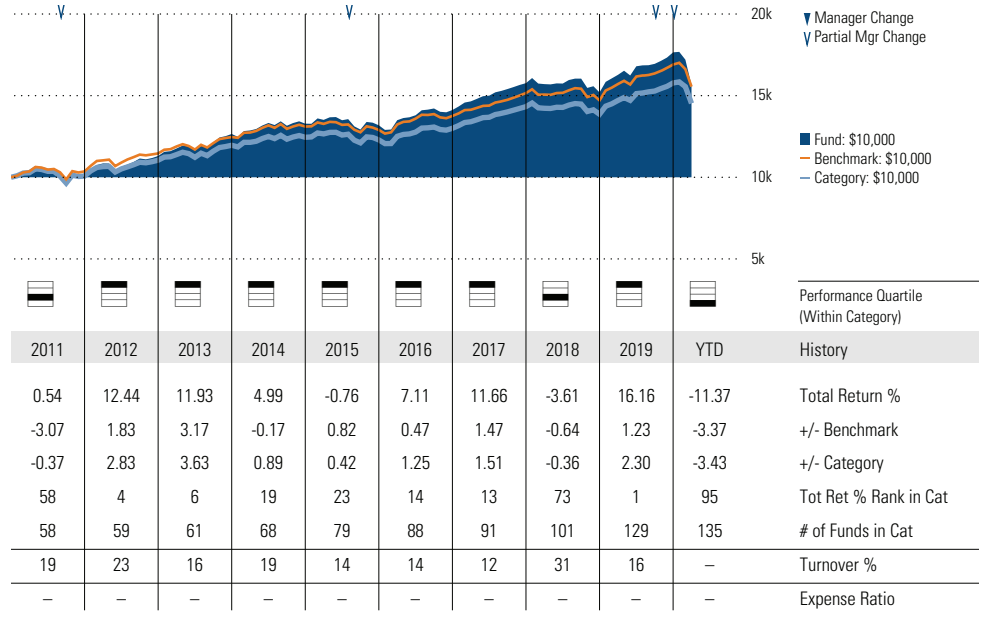 20k
15k
10k
5k
Manager Change
Partial Mgr Change
Fund: $10,000
Benchmark: $10,000
Category: $10,000
Performance Quartile
(Within Category)
2011 2012 2013 2014 2015 2016 2017 2018 2019 YTD History
0.54 12.44 11.93 4.99 -0.76 7.11 11.66 -3.61 16.16 -11.37 Total Return %
-3.07 1.83 3.17 -0.17 0.82 0.47 1.47 -0.64 1.23 -3.37 +/- Benchmark
-0.37 2.83 3.63 0.89 0.42 1.25 1.51 -0.36 2.30 -3.43 +/- Category
58 4 6 19 23 14 13 73 1 95 Tot Ret % Rank in Cat
58 59 61 68 79 88 91 101 129 135 # of Funds in Cat
19 23 16 19 14 14 12 31 16 – Turnover %
– – – – – – – – – – Expense Ratio